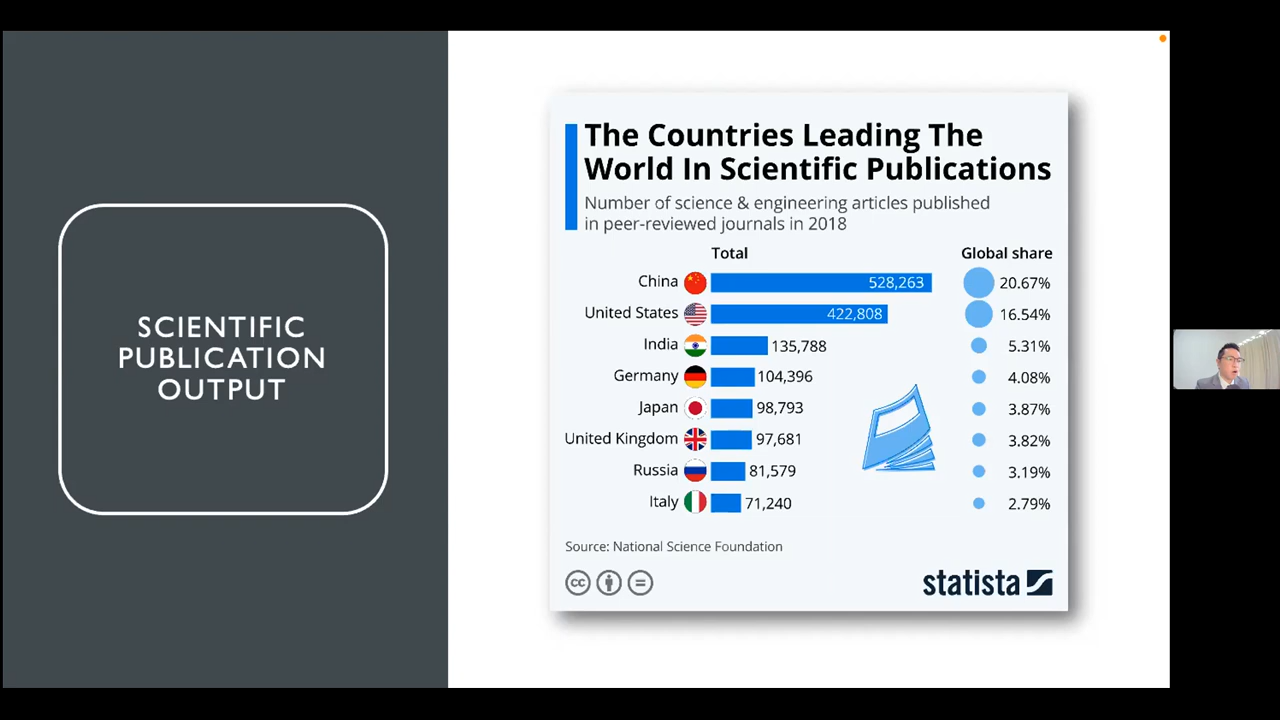 SCIENTIFIC
PUBLICATION
OUTPUT
The Countries Leading The
World In Scientific Publications
Number of science & engineering articles published
in peer-reviewed journals in 2018
Total Global share
China 528,263 20.67%
United States 422,808 16.54%
India 135,788 5.31%
Germany 104,396 4.08%
Japan 98,793 3.87%
United Kingdom 97,681 3.82%
Russia 81,579 3.19%
Italy 71,240 2.79%
Source: National Science Foundation
cc =
statista